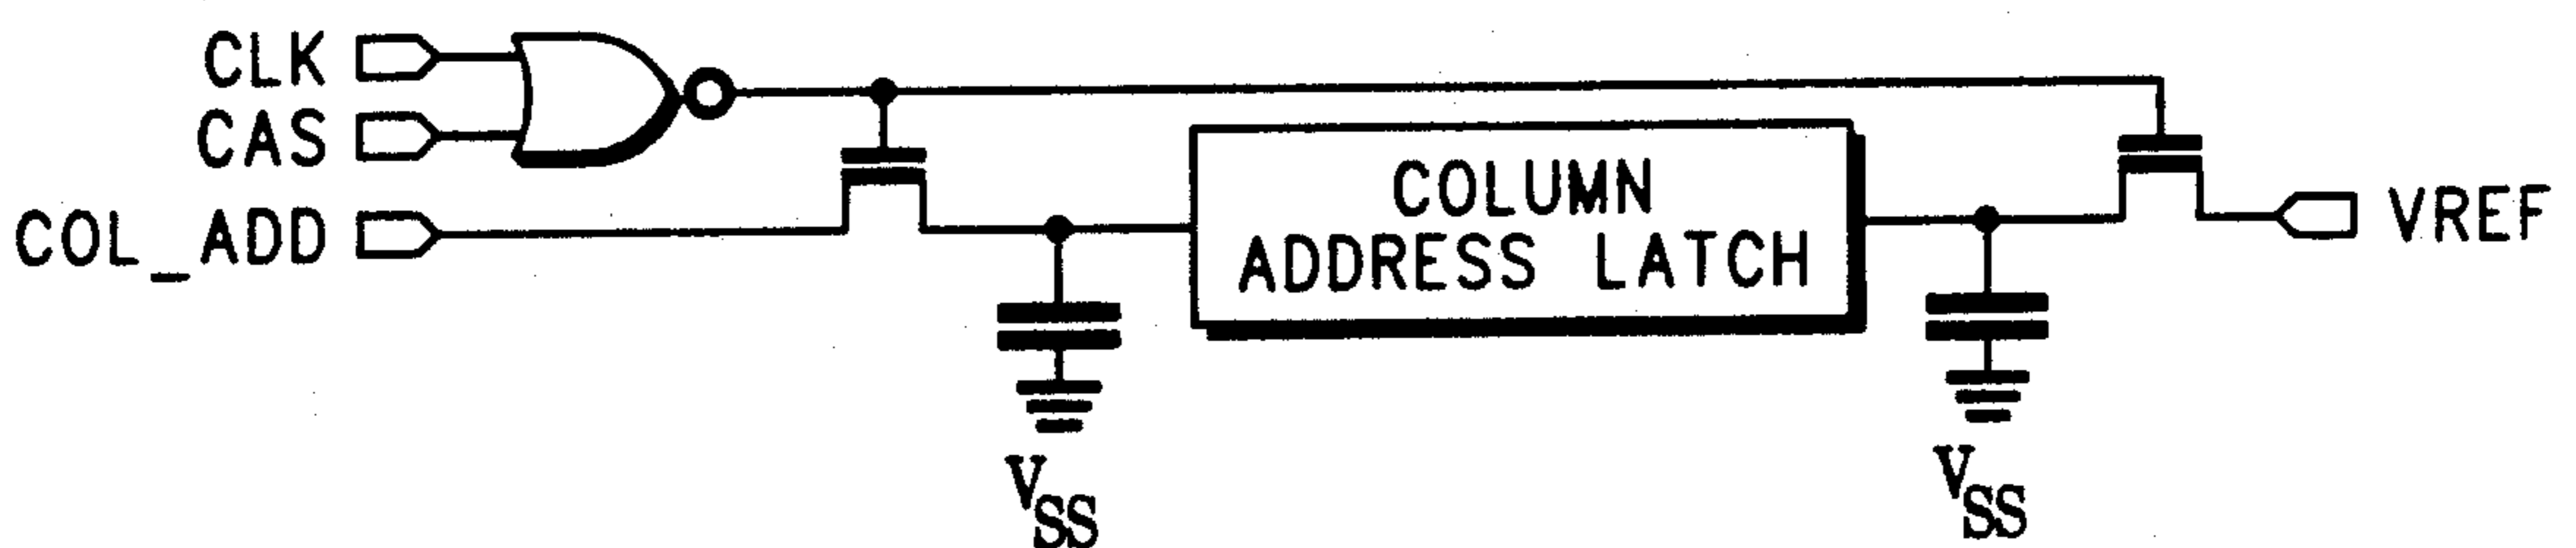 CLK
CAS
COL_ADD
COLUMN
ADDRESS LATCH
VREF
VSS
VSS